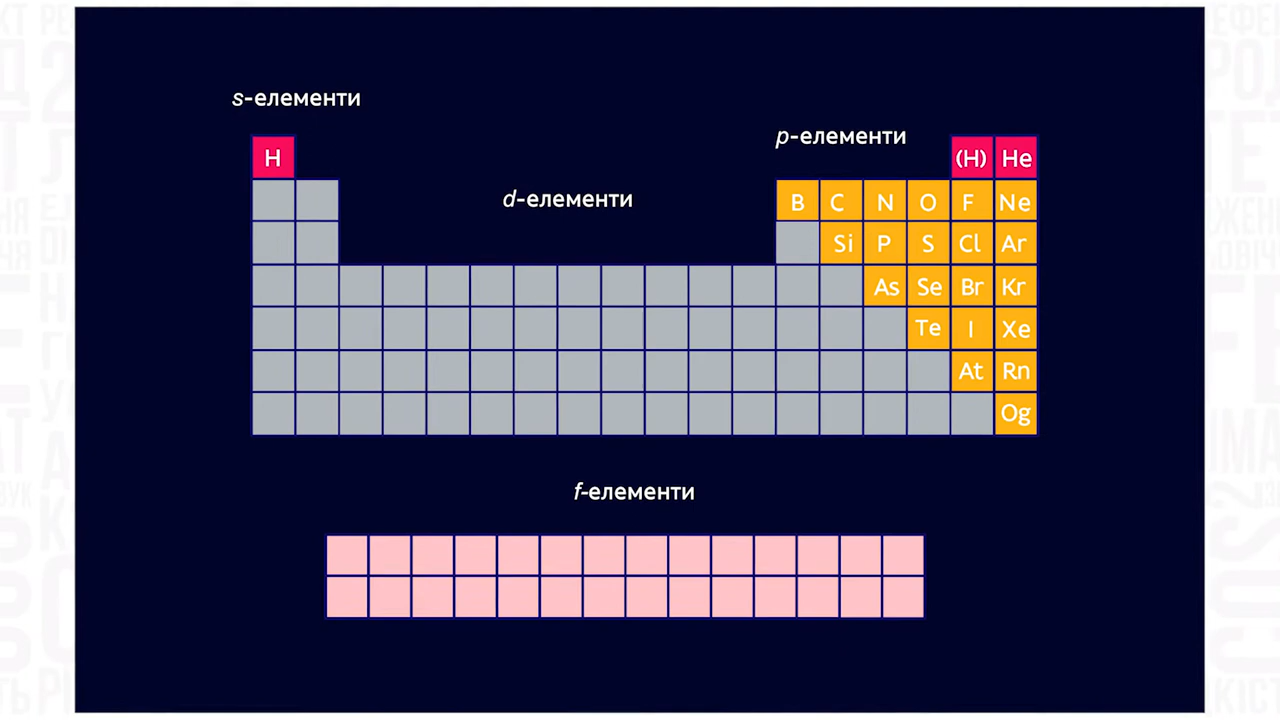 s-елементи
p-елементи
H (H) He
d-елементи
B C N O F Ne
Si P S Cl Ar
As Se Br Kr
Te I Xe
At Rn
Og
f-елементи